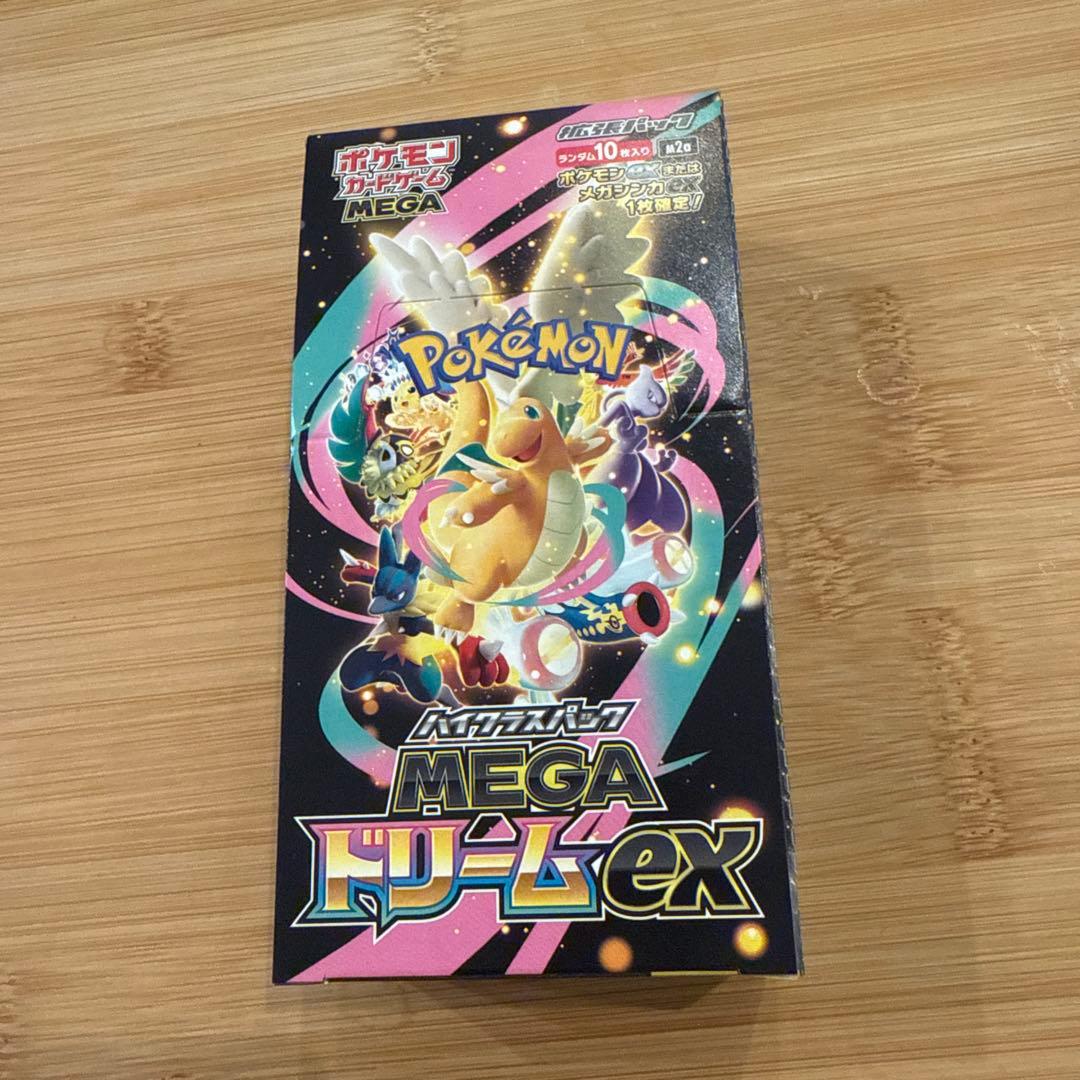 ポケモン
カードゲーム
MEGA
拡張パック
ランダム10枚入り M2a
ポケモンexまたは
メガシンカex
1枚確定!
POKéMON
ハイクラスパック
MEGA
ドリームex